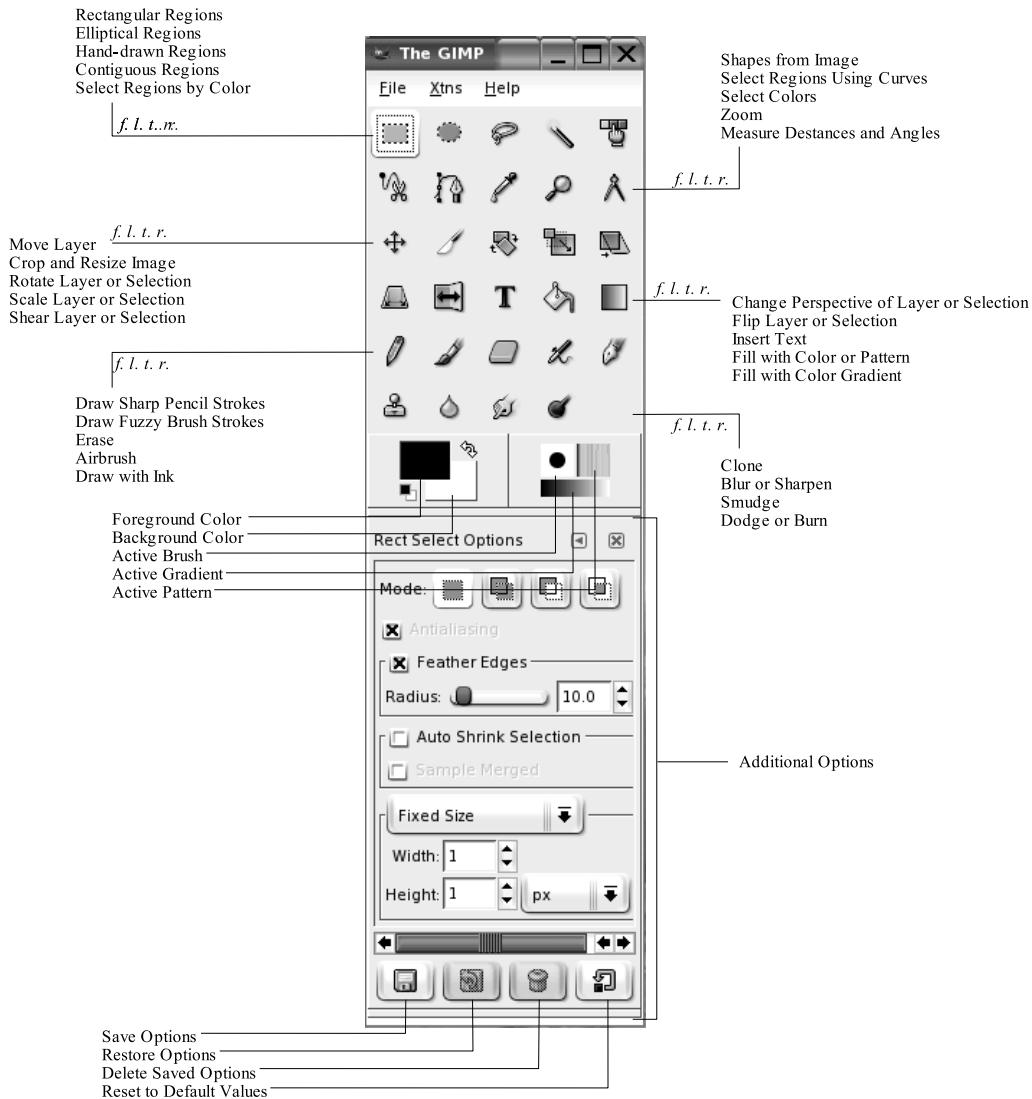 Rectangular Regions
Elliptical Regions
Hand-drawn Regions
Contiguous Regions
Select Regions by Color
The GIMP
File Xtns Help
Shapes from Image
Select Regions Using Curves
Select Colors
Zoom
Measure Destances and Angles
f. l. t. r.
f. l. t. r.
Move Layer
Crop and Resize Image
Rotate Layer or Selection
Scale Layer or Selection
Shear Layer or Selection
f. l. t. r.
Change Perspective of Layer or Selection
Flip Layer or Selection
Insert Text
Fill with Color or Pattern
Fill with Color Gradient
f. l. t. r.
Draw Sharp Pencil Strokes
Draw Fuzzy Brush Strokes
Erase
Airbrush
Draw with Ink
f. l. t. r.
Clone
Blur or Sharpen
Smudge
Dodge or Burn
Foreground Color
Background Color
Active Brush
Active Gradient
Active Pattern
Rect Select Options
Mode:
Antialiasing
Feather Edges
Radius: 10.0
Auto Shrink Selection
Sample Merged
Additional Options
Fixed Size
Width: 1
Height: 1 px
Save Options
Restore Options
Delete Saved Options
Reset to Default Values